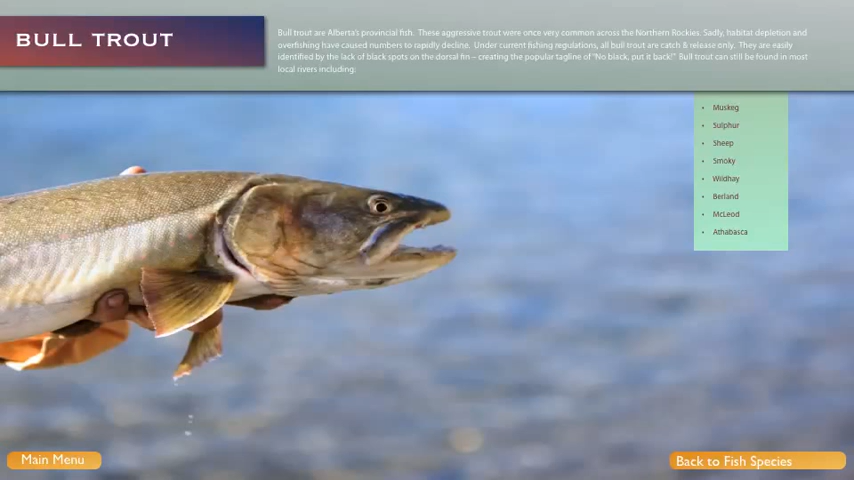 BULL TROUT
Bull trout are Alberta's provincial fish. These aggressive trout were once very common across the Northern Rockies. Sadly, habitat depletion and
overfishing have caused numbers to rapidly decline. Under current fishing regulations, all bull trout are catch & release only. They are easily
identified by the lack of black spots on the dorsal fin – creating the popular tagline of "No black, put it back!" Bull trout can still be found in most
local rivers including:
• Muskeg
• Sulphur
• Sheep
• Smoky
• Wildhay
• Berland
• McLeod
• Athabasca
Main Menu
Back to Fish Species